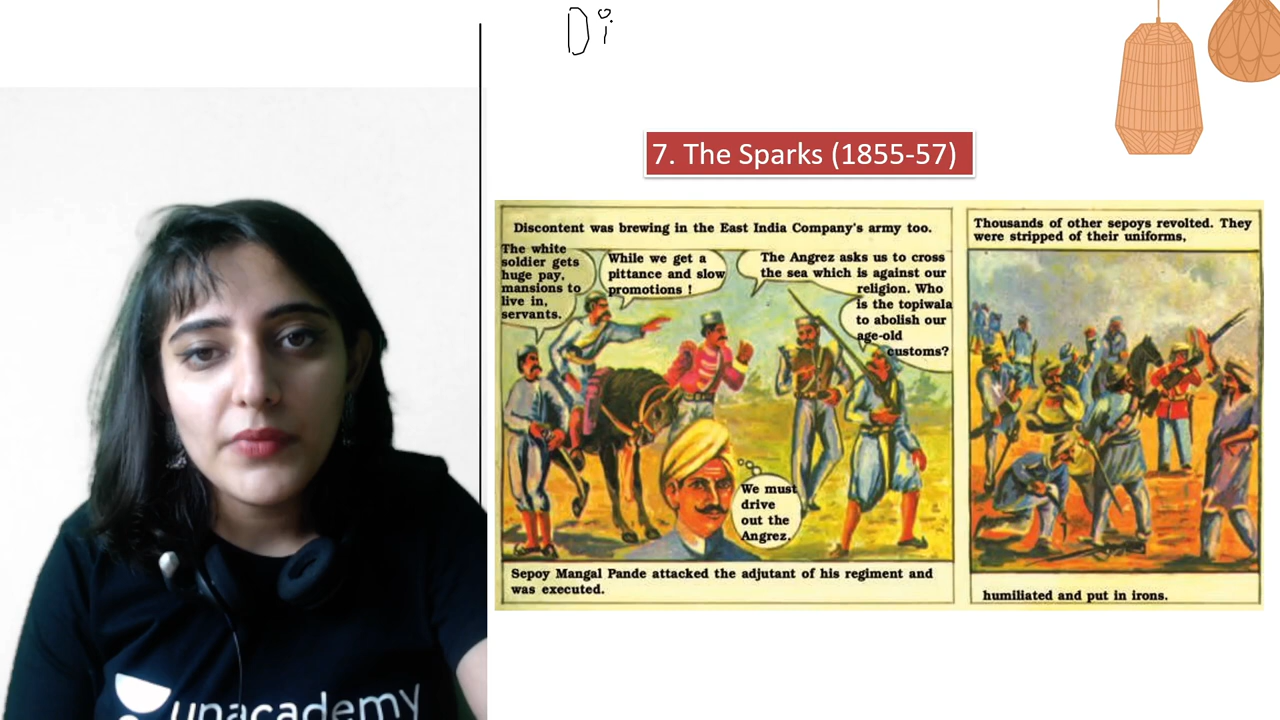 Di
7. The Sparks (1855-57)
Discontent was brewing in the East India Company's army too.
The white
soldier gets
huge pay,
mansions to
live in,
servants.
While we get a
pittance and slow
promotions !
The Angrez asks us to cross
the sea which is against our
religion. Who
is the topiwala
to abolish our
age-old
customs?
We must
drive
out the
Angrez.
Sepoy Mangal Pande attacked the adjutant of his regiment and
was executed.
Thousands of other sepoys revolted. They
were stripped of their uniforms,
humiliated and put in irons.
unacademy